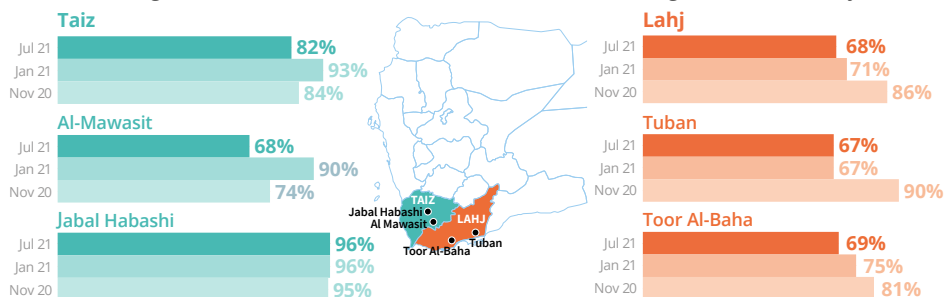 Taiz
Jul 21 82%
Jan 21 93%
Nov 20 84%
Al-Mawasit
Jul 21 68%
Jan 21 90%
Nov 20 74%
Jabal Habashi
Jul 21 96%
Jan 21 96%
Nov 20 95%
TAIZ
Jabal Habashi
LAHJ
Al Mawasit
Tuban
Toor Al-Baha
Lahj
Jul 21 68%
Jan 21 71%
Nov 20 86%
Tuban
Jul 21 67%
Jan 21 67%
Nov 20 90%
Toor Al-Baha
Jul 21 69%
Jan 21 75%
Nov 20 81%